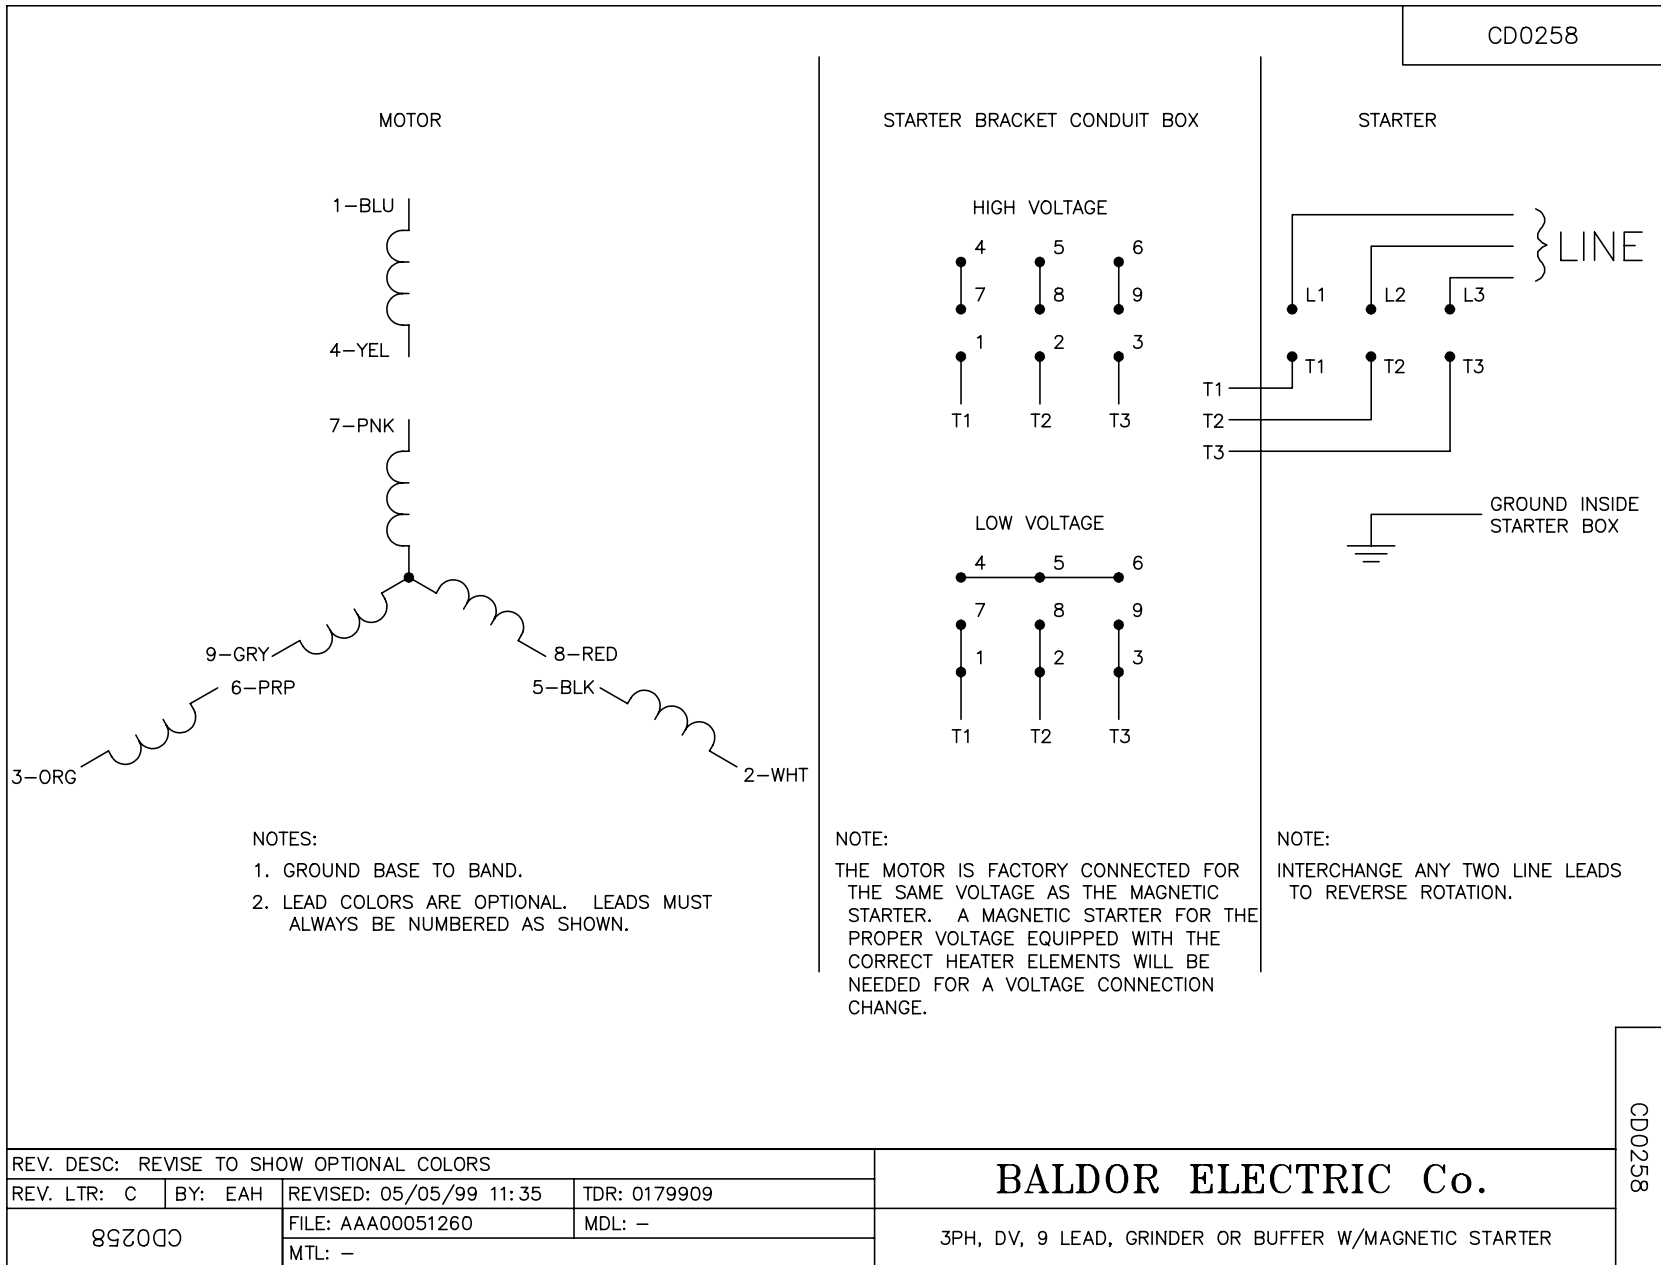 CD0258
MOTOR
1-BLU
4-YEL
7-PNK
9-GRY
8-RED
6-PRP
5-BLK
3-ORG
2-WHT
NOTES:
1. GROUND BASE TO BAND.
2. LEAD COLORS ARE OPTIONAL. LEADS MUST
ALWAYS BE NUMBERED AS SHOWN.
STARTER BRACKET CONDUIT BOX
HIGH VOLTAGE
4 5 6
7 8 9
1 2 3
T1 T2 T3
LOW VOLTAGE
4 5 6
7 8 9
1 2 3
T1 T2 T3
NOTE:
THE MOTOR IS FACTORY CONNECTED FOR
THE SAME VOLTAGE AS THE MAGNETIC
STARTER. A MAGNETIC STARTER FOR THE
PROPER VOLTAGE EQUIPPED WITH THE
CORRECT HEATER ELEMENTS WILL BE
NEEDED FOR A VOLTAGE CONNECTION
CHANGE.
STARTER
LINE
L1 L2 L3
T1 T2 T3
T1
T2
T3
GROUND INSIDE
STARTER BOX
NOTE:
INTERCHANGE ANY TWO LINE LEADS
TO REVERSE ROTATION.
CD0258
REV. DESC: REVISE TO SHOW OPTIONAL COLORS
REV. LTR: C BY: EAH REVISED: 05/05/99 11:35 TDR: 0179909
CD0258
FILE: AAA00051260 MDL: -
MTL: -
BALDOR ELECTRIC Co.
3PH, DV, 9 LEAD, GRINDER OR BUFFER W/MAGNETIC STARTER